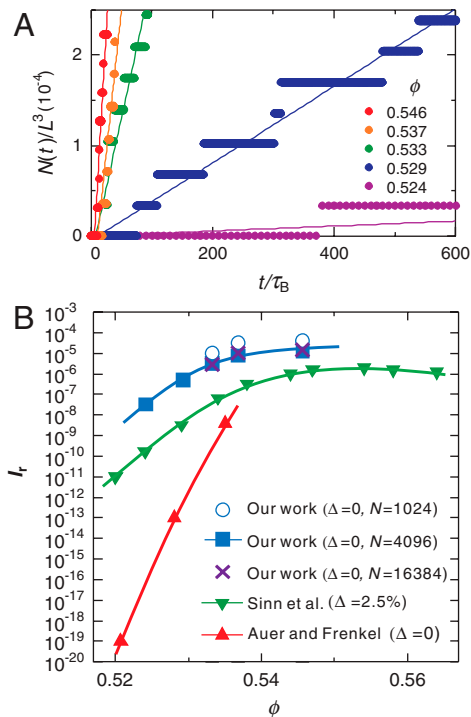 A
N(t)/L³ (10⁻⁴)
2
1
0
ϕ
0.546
0.537
0.533
0.529
0.524
0 200 400 600
t/τ_B
B
I_r
10⁻³
10⁻⁴
10⁻⁵
10⁻⁶
10⁻⁷
10⁻⁸
10⁻⁹
10⁻¹⁰
10⁻¹¹
10⁻¹²
10⁻¹³
10⁻¹⁴
10⁻¹⁵
10⁻¹⁶
10⁻¹⁷
10⁻¹⁸
10⁻¹⁹
10⁻²⁰
Our work (Δ=0, N=1024)
Our work (Δ=0, N=4096)
Our work (Δ=0, N=16384)
Sinn et al. (Δ=2.5%)
Auer and Frenkel (Δ=0)
0.52 0.54 0.56
ϕ